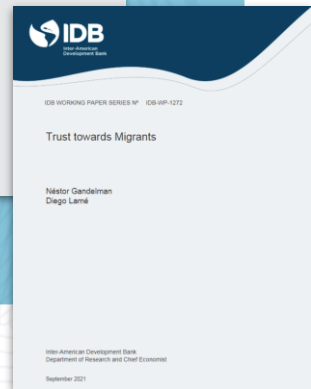 IDB
Inter-American
Development Bank
IDB WORKING PAPER SERIES Nº IDB-WP-1272
Trust towards Migrants
Néstor Gandelman
Diego Lamé
Inter-American Development Bank
Department of Research and Chief Economist
September 2021